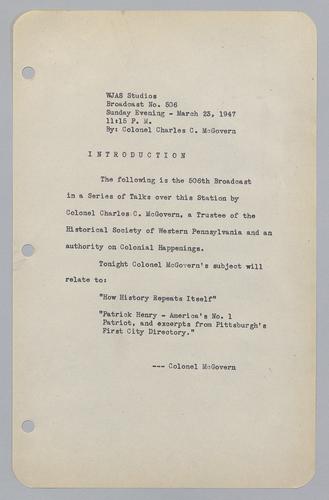 WJAS Studios
Broadcast No. 506
Sunday Evening - March 23, 1947
11:15 P. M.
By: Colonel Charles C. McGovern
I N T R O D U C T I O N
The following is the 506th Broadcast
in a Series of Talks over this Station by
Colonel Charles C. McGovern, a Trustee of the
Historical Society of Western Pennsylvania and an
authority on Colonial Happenings.
Tonight Colonel McGovern's subject will
relate to:
"How History Repeats Itself"
"Patrick Henry - America's No. 1
Patriot, and excerpts from Pittsburgh's
First City Directory."
--- Colonel McGovern